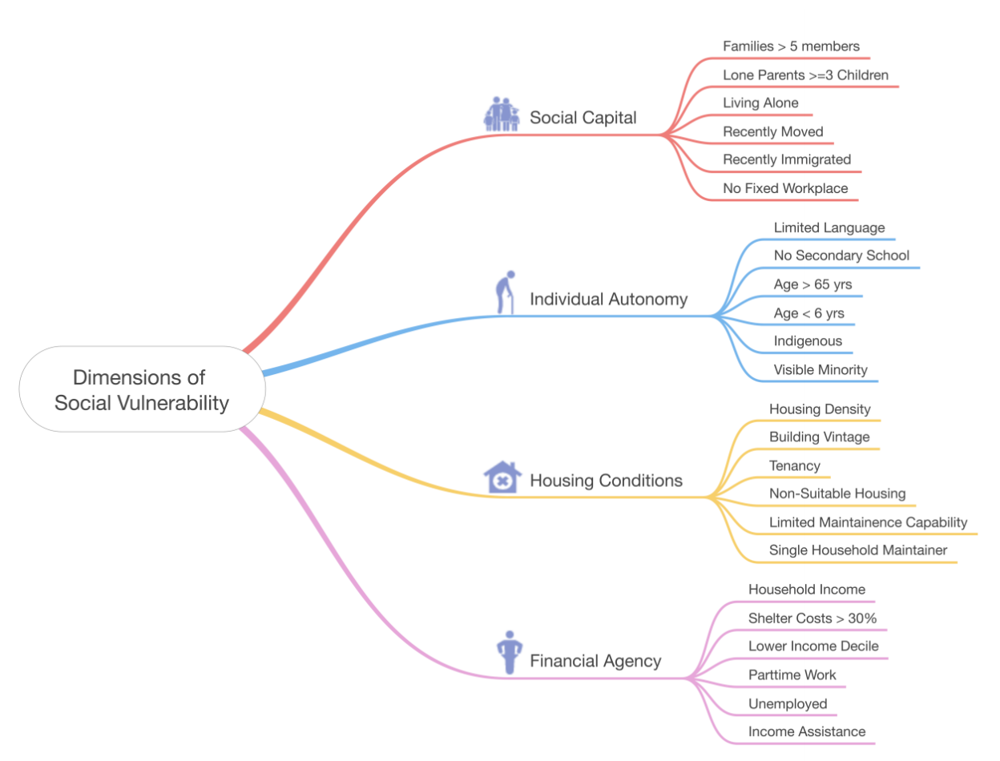 Dimensions of
Social Vulnerability
Social Capital
Families > 5 members
Lone Parents >=3 Children
Living Alone
Recently Moved
Recently Immigrated
No Fixed Workplace
Individual Autonomy
Limited Language
No Secondary School
Age > 65 yrs
Age < 6 yrs
Indigenous
Visible Minority
Housing Conditions
Housing Density
Building Vintage
Tenancy
Non-Suitable Housing
Limited Maintainence Capability
Single Household Maintainer
Financial Agency
Household Income
Shelter Costs > 30%
Lower Income Decile
Parttime Work
Unemployed
Income Assistance